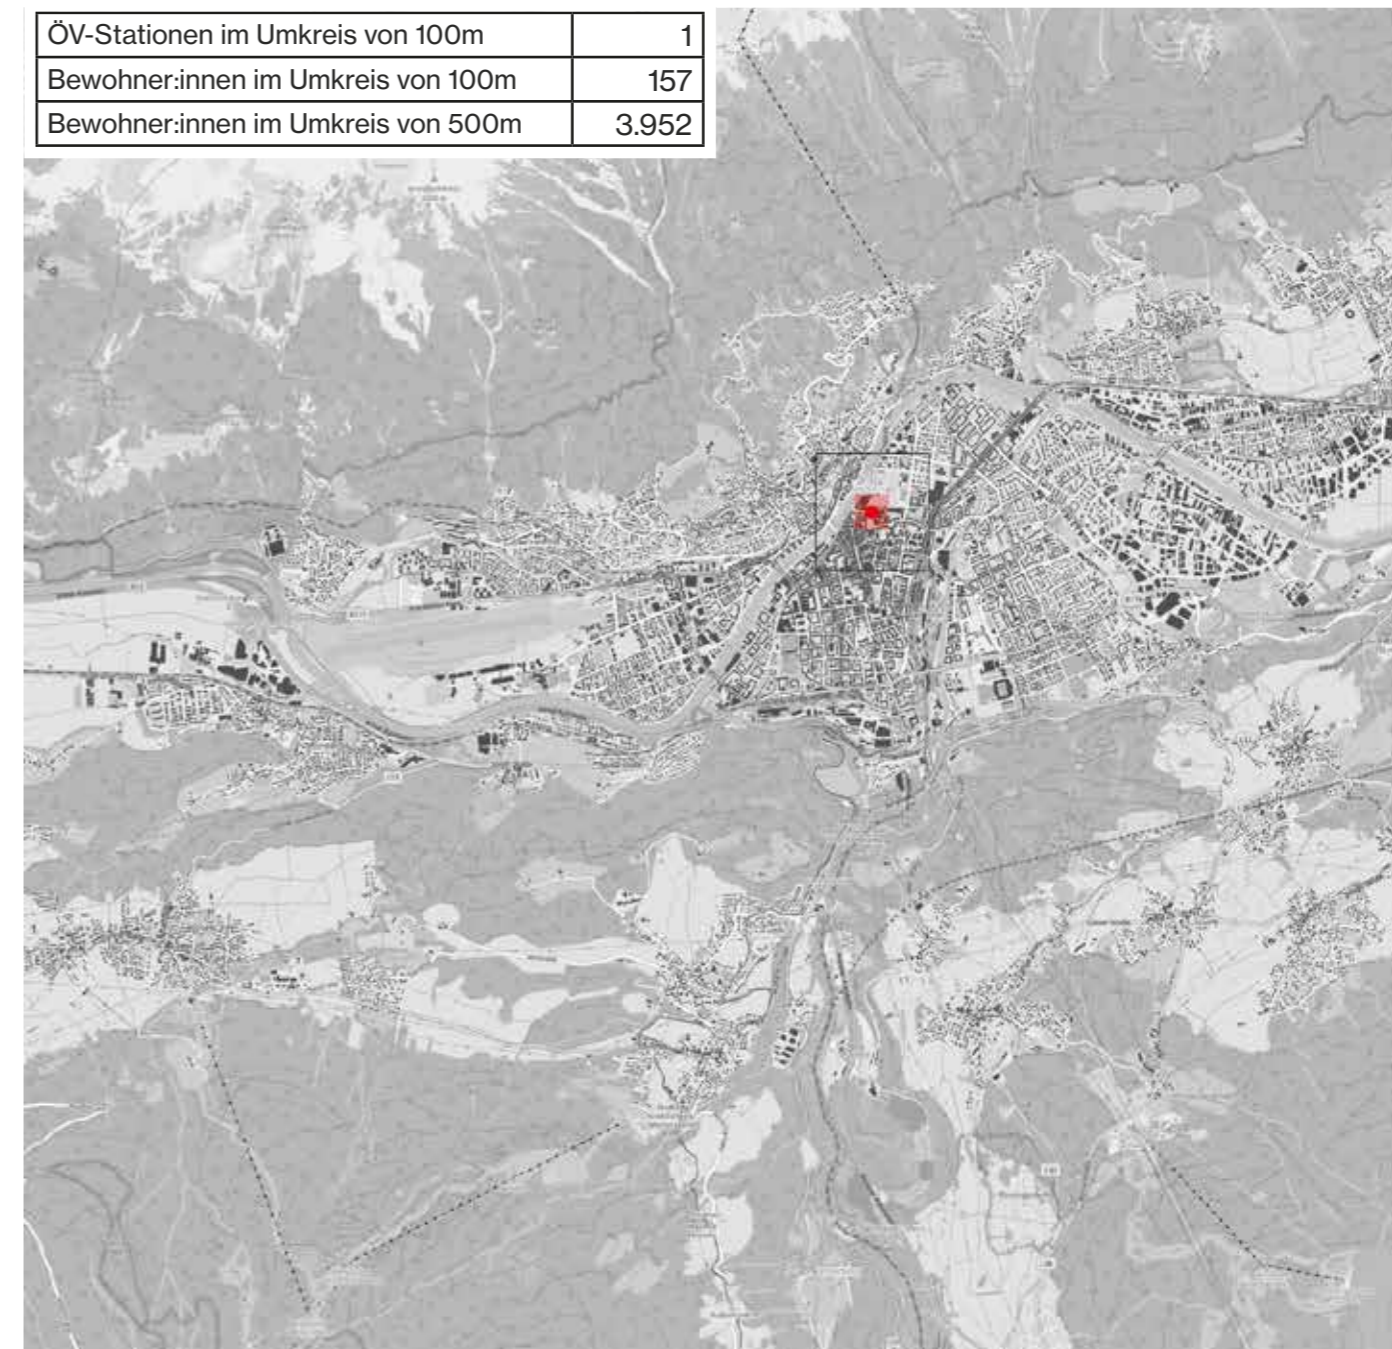 ÖV-Stationen im Umkreis von 100m 1
Bewohner:innen im Umkreis von 100m 157
Bewohner:innen im Umkreis von 500m 3.952